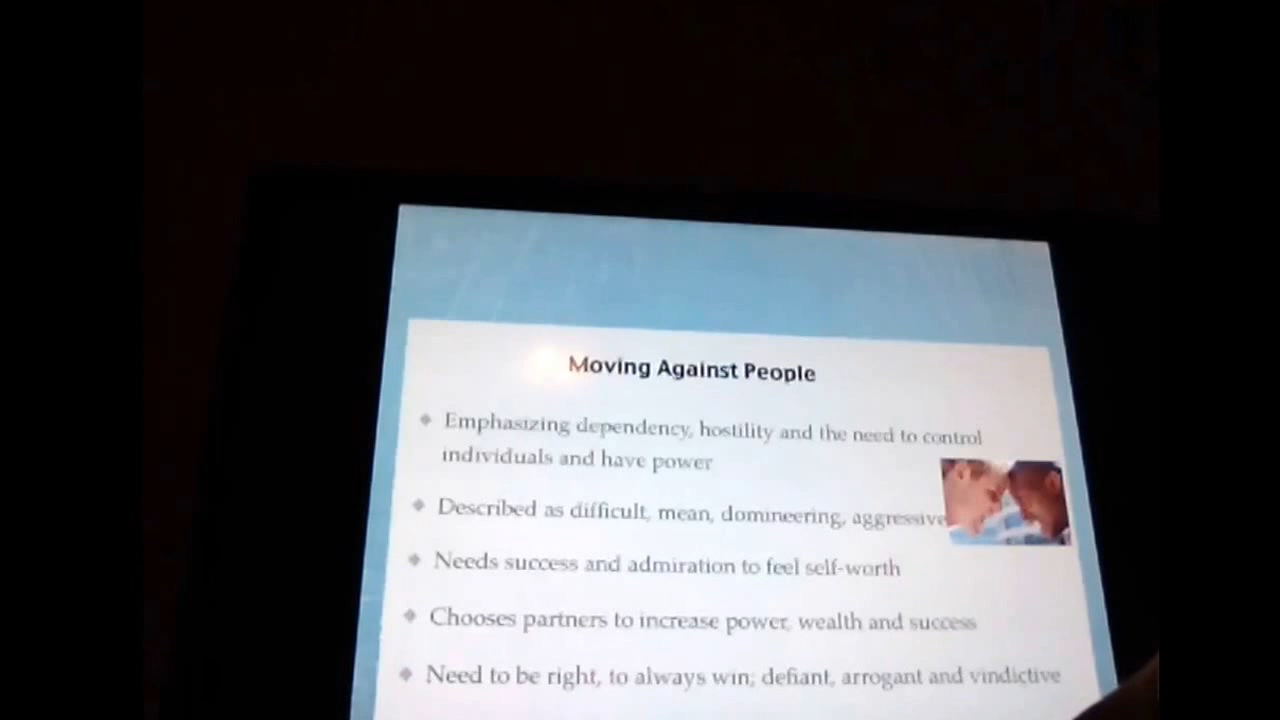 Moving Against People
Emphasizing dependency, hostility and the need to control
individuals and have power
Described as difficult, mean, domineering, aggressive
Needs success and admiration to feel self-worth
Chooses partners to increase power, wealth and success
Need to be right, to always win; defiant, arrogant and vindictive